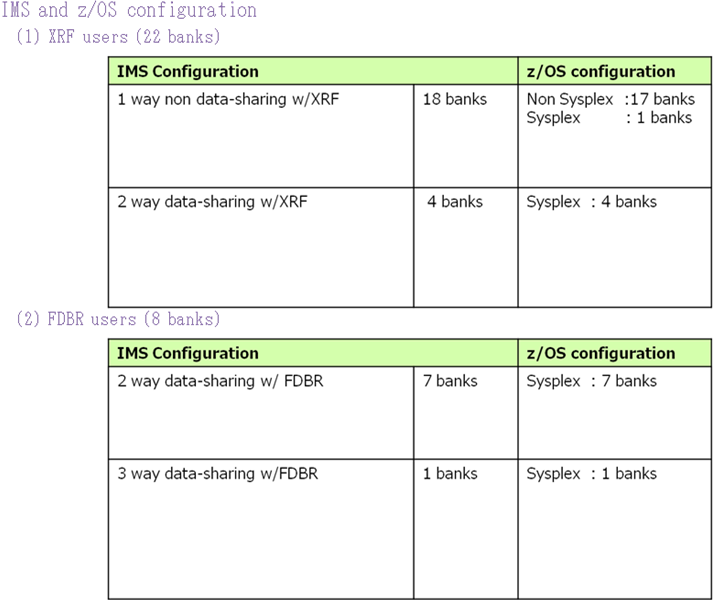 IMS and z/OS configuration
(1) XRF users (22 banks)
IMS Configuration z/OS configuration
1 way non data-sharing w/XRF 18 banks Non Sysplex :17 banks
Sysplex : 1 banks
2 way data-sharing w/XRF 4 banks Sysplex : 4 banks
(2) FDBR users (8 banks)
IMS Configuration z/OS configuration
2 way data-sharing w/ FDBR 7 banks Sysplex : 7 banks
3 way data-sharing w/FDBR 1 banks Sysplex : 1 banks